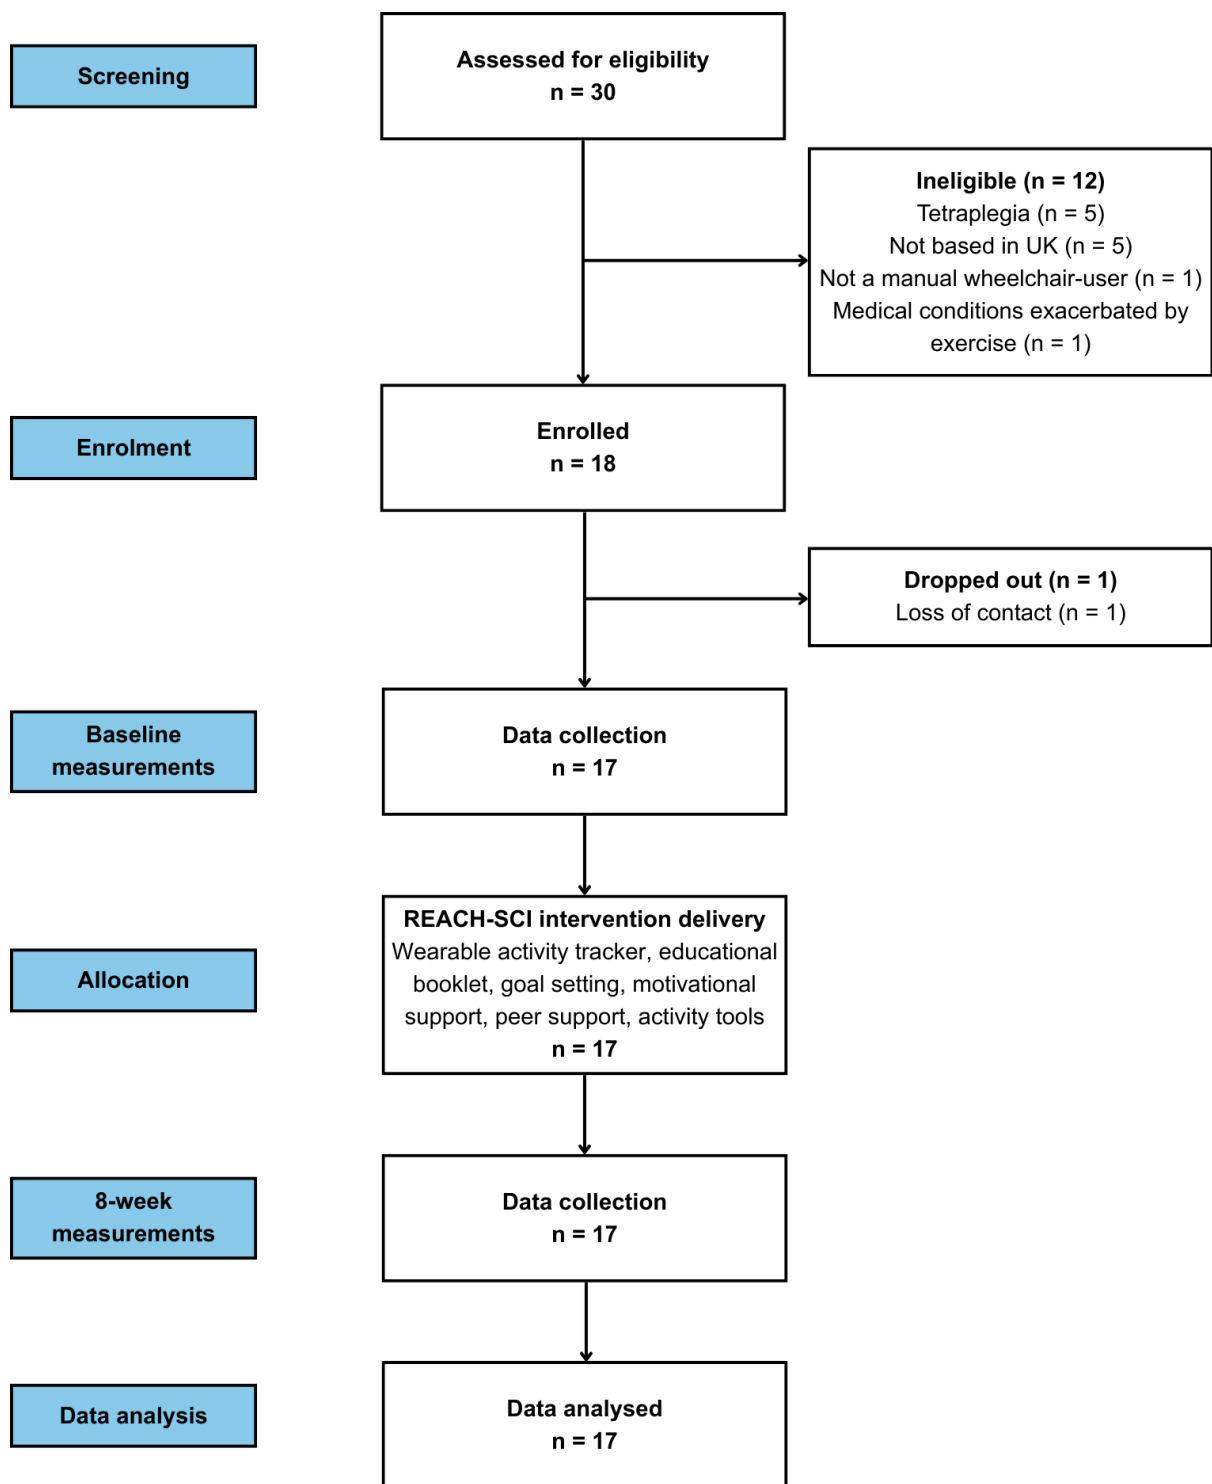 Screening
Assessed for eligibility
n = 30
Ineligible (n = 12)
Tetraplegia (n = 5)
Not based in UK (n = 5)
Not a manual wheelchair-user (n = 1)
Medical conditions exacerbated by
exercise (n = 1)
Enrolment
Enrolled
n = 18
Dropped out (n = 1)
Loss of contact (n = 1)
Baseline
measurements
Data collection
n = 17
Allocation
REACH-SCI intervention delivery
Wearable activity tracker, educational
booklet, goal setting, motivational
support, peer support, activity tools
n = 17
8-week
measurements
Data collection
n = 17
Data analysis
Data analysed
n = 17